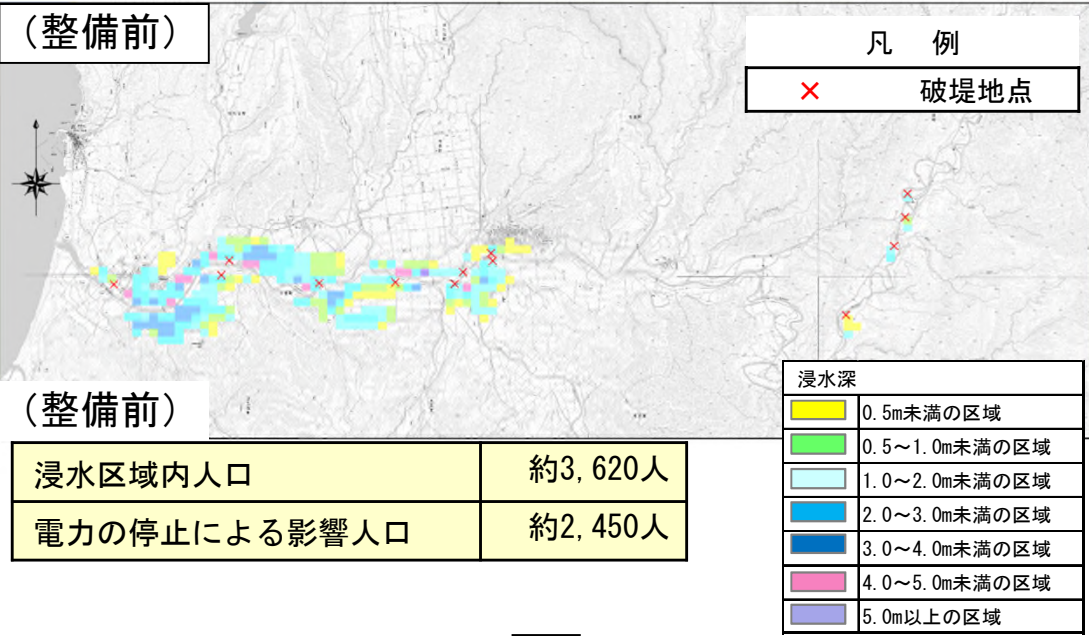 （整備前）
凡　例
×　破堤地点
（整備前）
浸水区域内人口　約3,620人
電力の停止による影響人口　約2,450人
浸水深
0.5m未満の区域
0.5～1.0m未満の区域
1.0～2.0m未満の区域
2.0～3.0m未満の区域
3.0～4.0m未満の区域
4.0～5.0m未満の区域
5.0m以上の区域